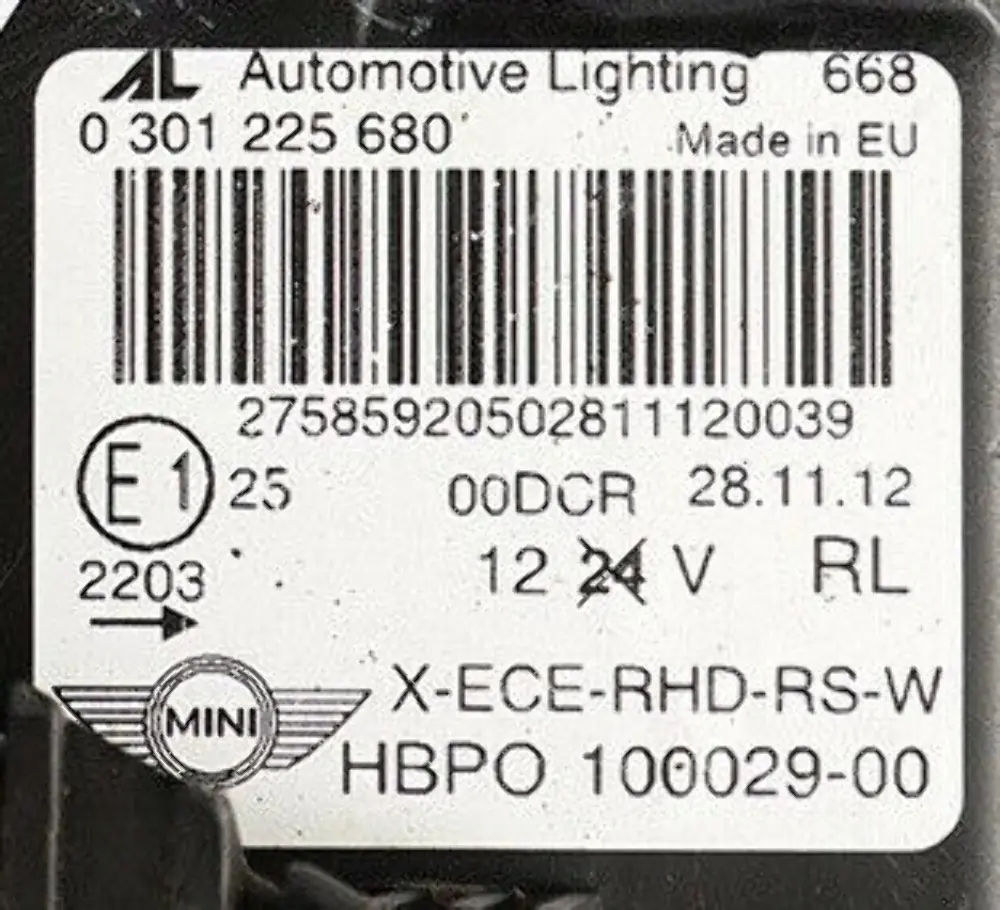 AL Automotive Lighting 668
0 301 225 680 Made in EU
27585920502811120039
E1 25 00DCR 28.11.12
2203 12 24 V RL
X-ECE-RHD-RS-W
MINI
HBPO 100029-00